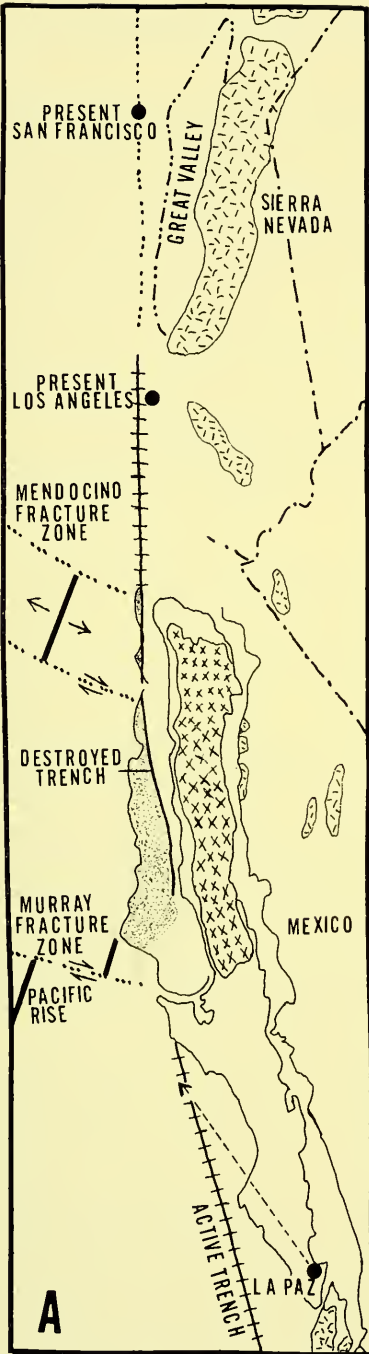 PRESENT
SAN FRANCISCO
GREAT VALLEY
SIERRA
NEVADA
PRESENT
LOS ANGELES
MENDOCINO
FRACTURE
ZONE
DESTROYED
TRENCH
MURRAY
FRACTURE
ZONE
PACIFIC
RISE
MEXICO
ACTIVE TRENCH
LA PAZ
A